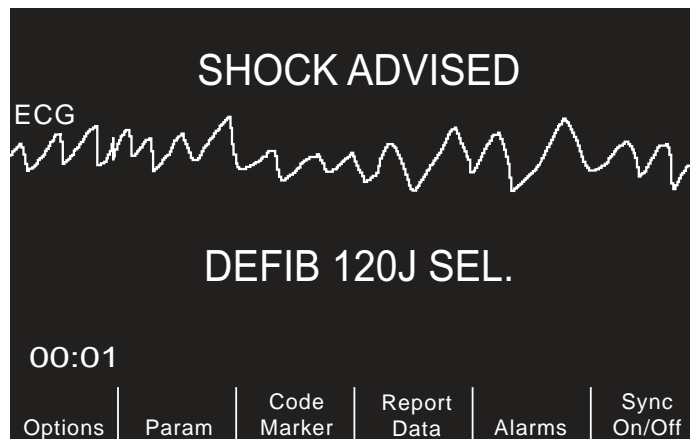 SHOCK ADVISED
ECG
DEFIB 120J SEL.
00:01
Options
Param
Code
Marker
Report
Data
Alarms
Sync
On/Off